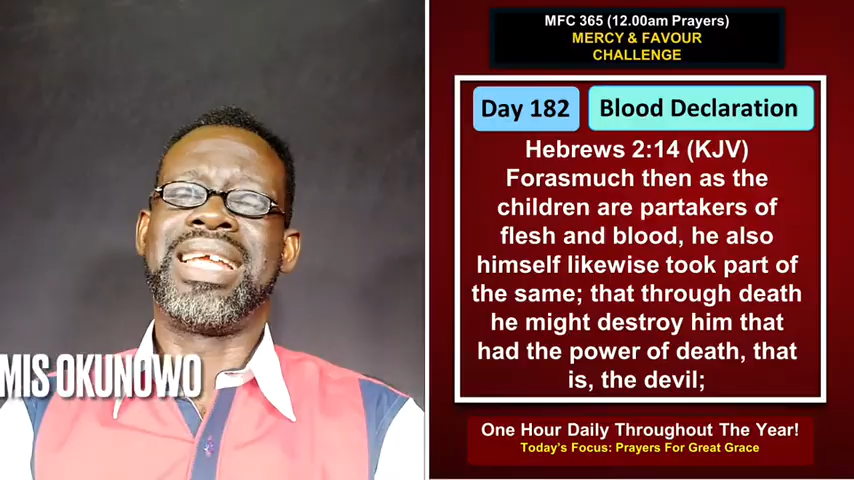 MIS OKUNOWO
MFC 365 (12.00am Prayers)
MERCY & FAVOUR
CHALLENGE
Day 182
Blood Declaration
Hebrews 2:14 (KJV)
Forasmuch then as the
children are partakers of
flesh and blood, he also
himself likewise took part of
the same; that through death
he might destroy him that
had the power of death, that
is, the devil;
One Hour Daily Throughout The Year!
Today's Focus: Prayers For Great Grace